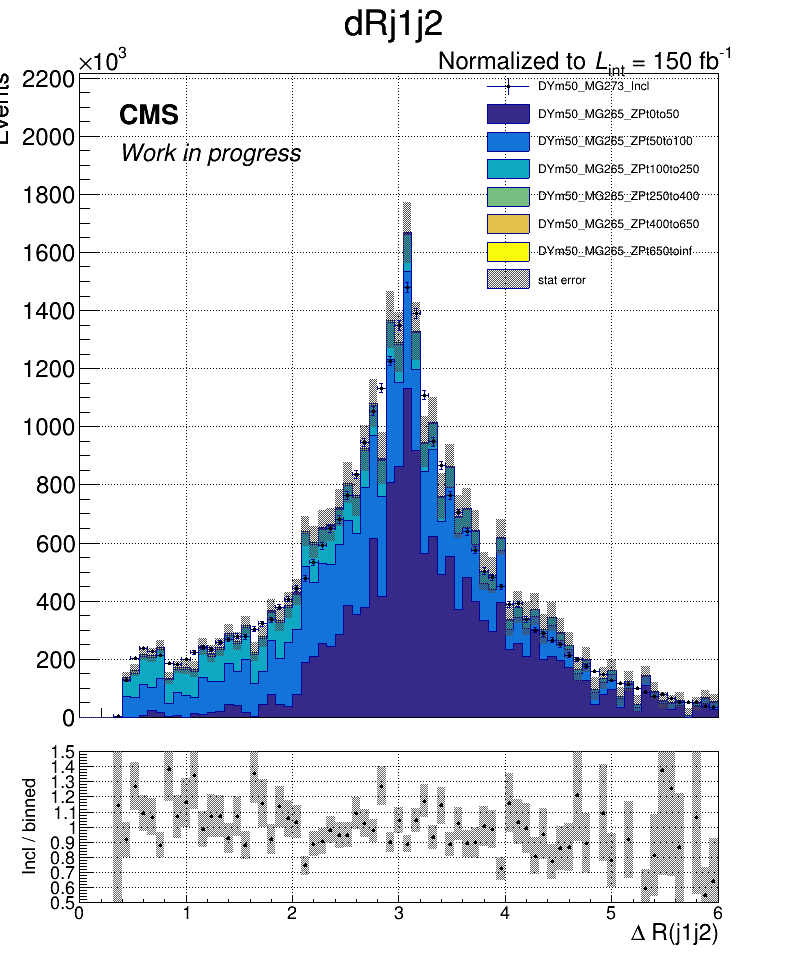 dRj1j2
×10³
Normalized to Lint = 150 fb⁻¹
Events
2200
2000
1800
1600
1400
1200
1000
800
600
400
200
0
CMS
Work in progress
DYm50_MG273_Incl
DYm50_MG265_ZPt0to50
DYm50_MG265_ZPt50to100
DYm50_MG265_ZPt100to250
DYm50_MG265_ZPt250to400
DYm50_MG265_ZPt400to650
DYm50_MG265_ZPt650toinf
stat error
Incl / binned
1.5
1.4
1.3
1.2
1.1
1
0.9
0.8
0.7
0.6
0.5
0 1 2 3 4 5 6
Δ R(j1j2)